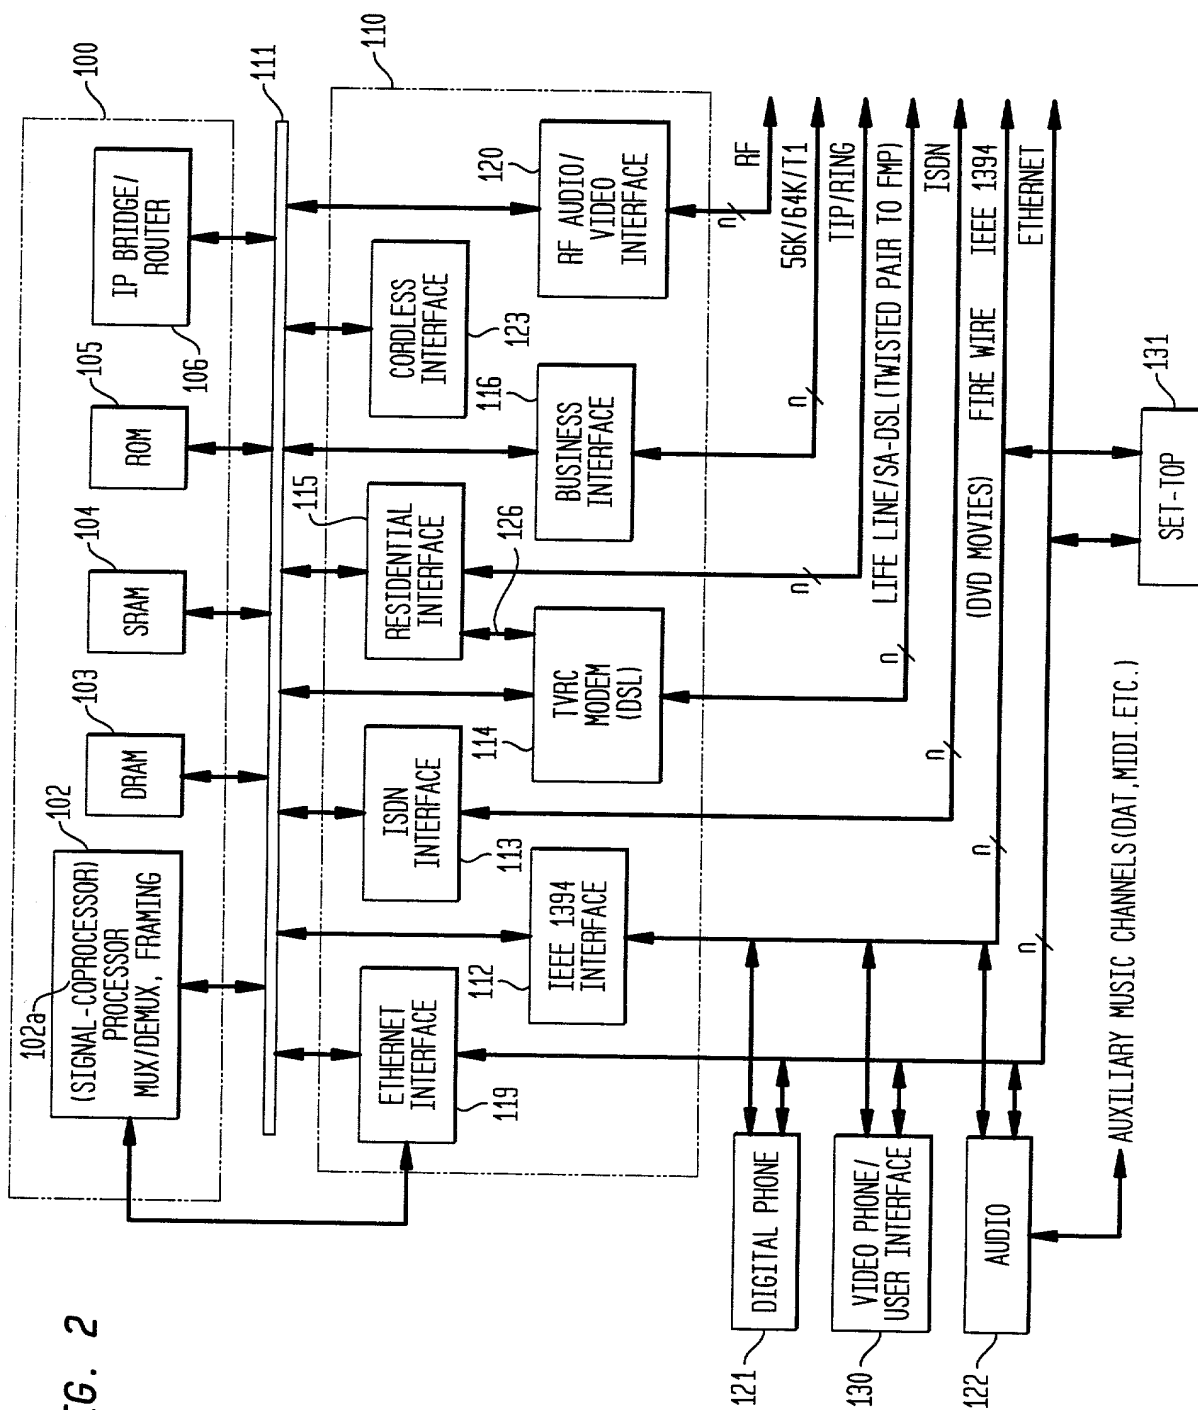 FIG. 2
100
102a
(SIGNAL-COPROCESSOR)
PROCESSOR
MUX/DEMUX, FRAMING
102
DRAM
103
SRAM
104
ROM
105
IP BRIDGE/
ROUTER
106
111
110
ETHERNET
INTERFACE
119
IEEE 1394
INTERFACE
112
ISDN
INTERFACE
113
TVRC
MODEM
(DSL)
114
RESIDENTIAL
INTERFACE
115
126
BUSINESS
INTERFACE
116
CORDLESS
INTERFACE
123
RF AUDIO/
VIDEO
INTERFACE
120
n
RF
n
56K/64K/T1
n
TIP/RING
n
LIFE LINE/SA-DSL(TWISTED PAIR TO FMP)
n
ISDN
n
(DVD MOVIES) FIRE WIRE IEEE 1394
n
ETHERNET
DIGITAL PHONE
121
VIDEO PHONE/
USER INTERFACE
130
AUDIO
122
AUXILIARY MUSIC CHANNELS(DAT,MIDI.ETC.)
SET-TOP
131